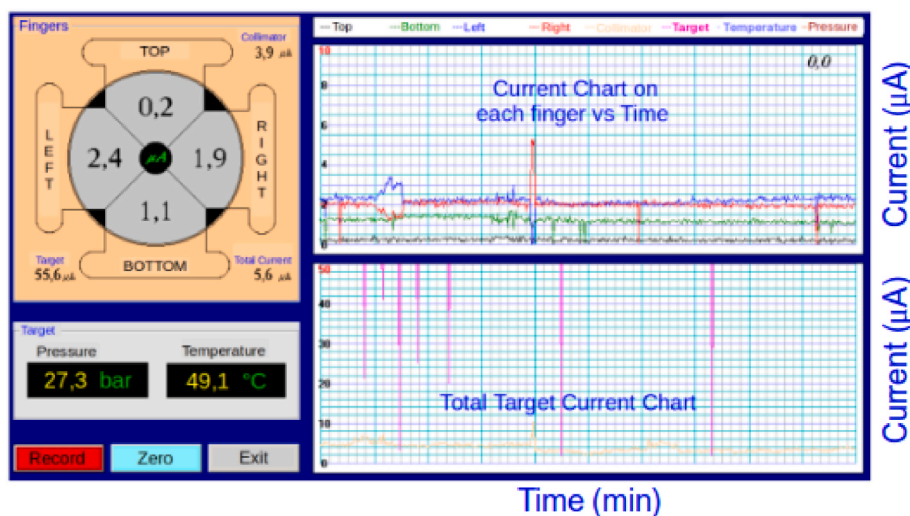 Fingers
Collimator
3,9 µA
TOP
LEFT
RIGHT
0,2
2,4
µA
1,9
1,1
Target
55,6 µA
BOTTOM
Total Current
5,6 µA
Target
Pressure
Temperature
27,3 bar
49,1 °C
Record
Zero
Exit
Top Bottom Left Right Collimator Target Temperature Pressure
10
8
6
4
2
0
0,0
Current Chart on
each finger vs Time
Current (µA)
50
40
30
20
10
0
Total Target Current Chart
Current (µA)
Time (min)